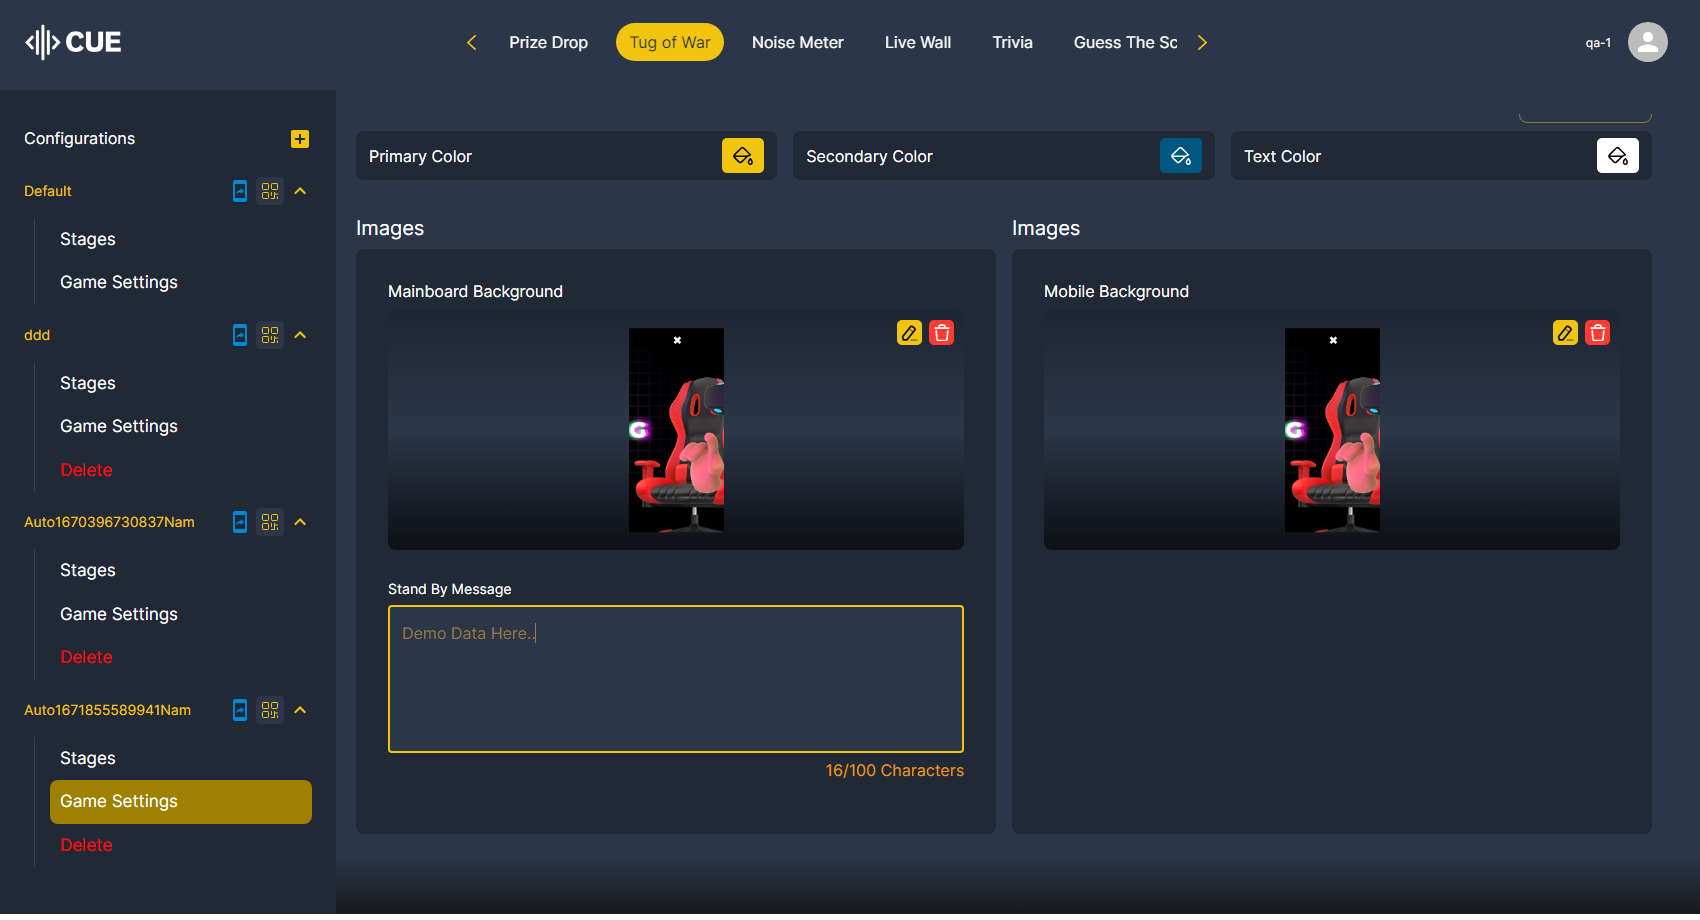 CUE
Prize Drop
Tug of War
Noise Meter
Live Wall
Trivia
Guess The Sc
qa-1
Configurations
Default
Stages
Game Settings
ddd
Stages
Game Settings
Delete
Auto1670396730837Nam
Stages
Game Settings
Delete
Auto1671855589941Nam
Stages
Game Settings
Delete
Primary Color
Secondary Color
Text Color
Images
Mainboard Background
G
Stand By Message
Demo Data Here..
16/100 Characters
Images
Mobile Background
G